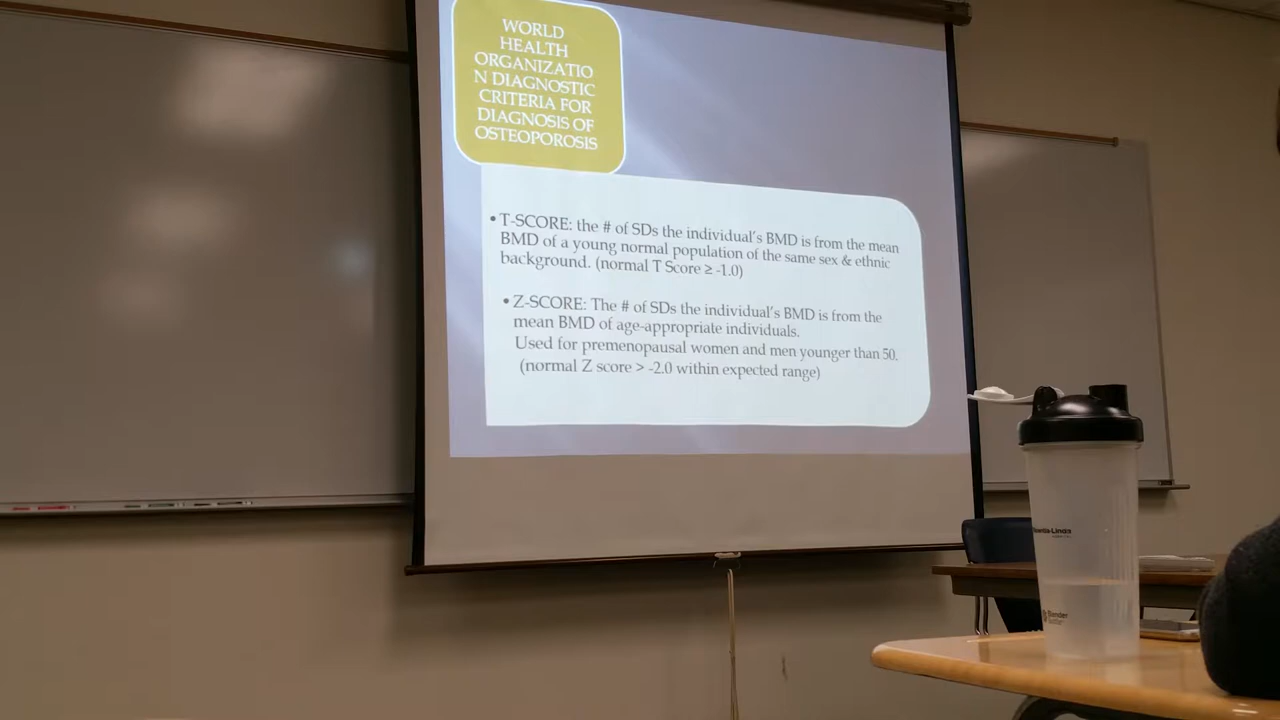 WORLD
HEALTH
ORGANIZATIO
N DIAGNOSTIC
CRITERIA FOR
DIAGNOSIS OF
OSTEOPOROSIS
• T-SCORE: the # of SDs the individual's BMD is from the mean
BMD of a young normal population of the same sex & ethnic
background. (normal T Score ≥ -1.0)
• Z-SCORE: The # of SDs the individual's BMD is from the
mean BMD of age-appropriate individuals.
Used for premenopausal women and men younger than 50.
(normal Z score > -2.0 within expected range)
Blender